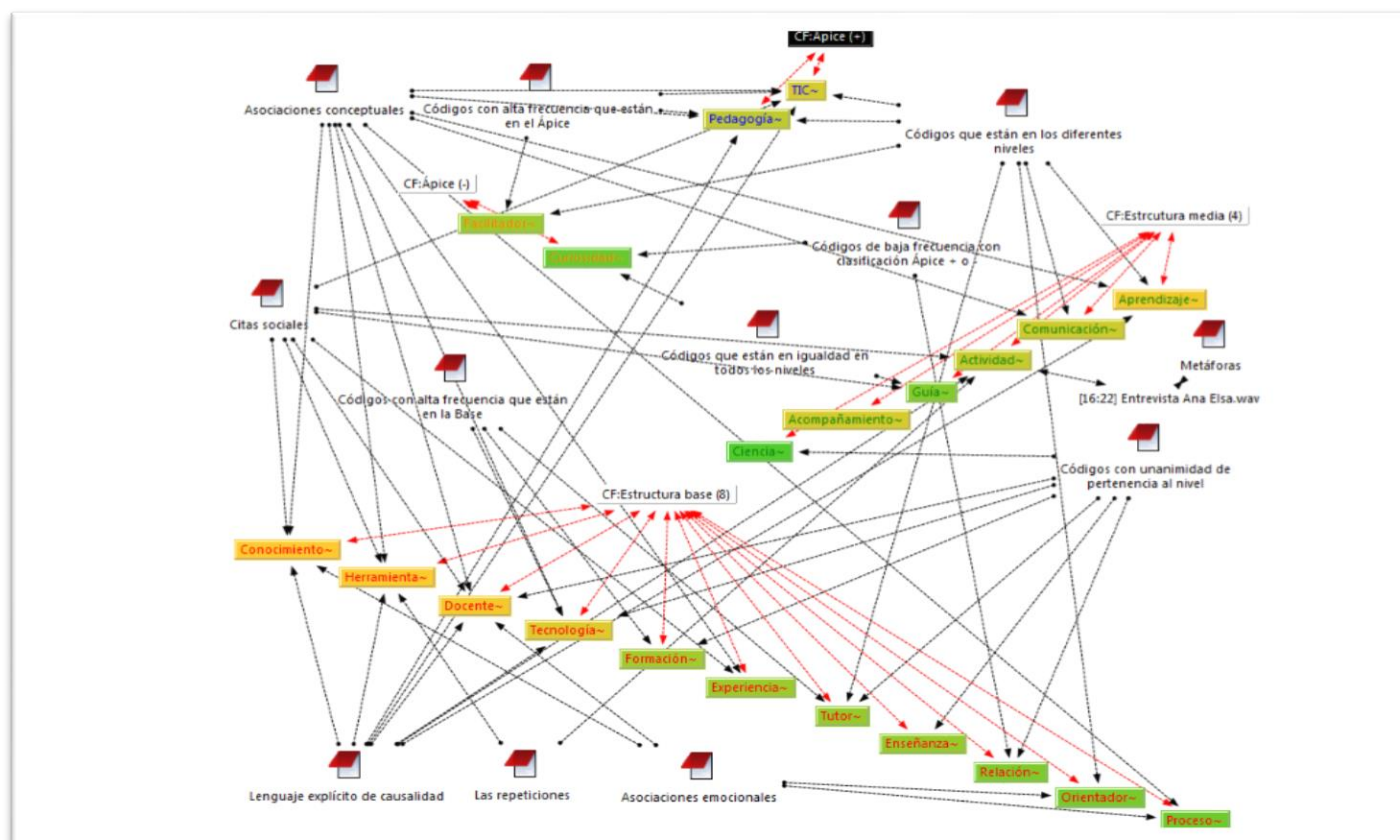 CF:Ápice (+)
TIC~
Asociaciones conceptuales
Códigos con alta frecuencia que están
en el Ápice
Pedagogía~
Códigos que están en los diferentes
niveles
CF:Ápice (-)
Facilitador~
CF:Estrcutura media (4)
Códigos de baja frecuencia con
clasificación Ápice + o -
Aprendizaje~
Citas sociales
Comunicación~
Códigos que están en igualdad en
todos los niveles
Actividad~
Metáforas
Códigos con alta frecuencia que están
en la Base
Guía~
[16:22] Entrevista Ana Elsa.wav
Acompañamiento~
Ciencia~
Códigos con unanimidad de
pertenencia al nivel
CF:Estructura base (8)
Conocimiento~
Herramienta~
Docente~
Tecnología~
Formación~
Experiencia~
Tutor~
Enseñanza~
Relación~
Orientador~
Proceso~
Lenguaje explícito de causalidad
Las repeticiones
Asociaciones emocionales